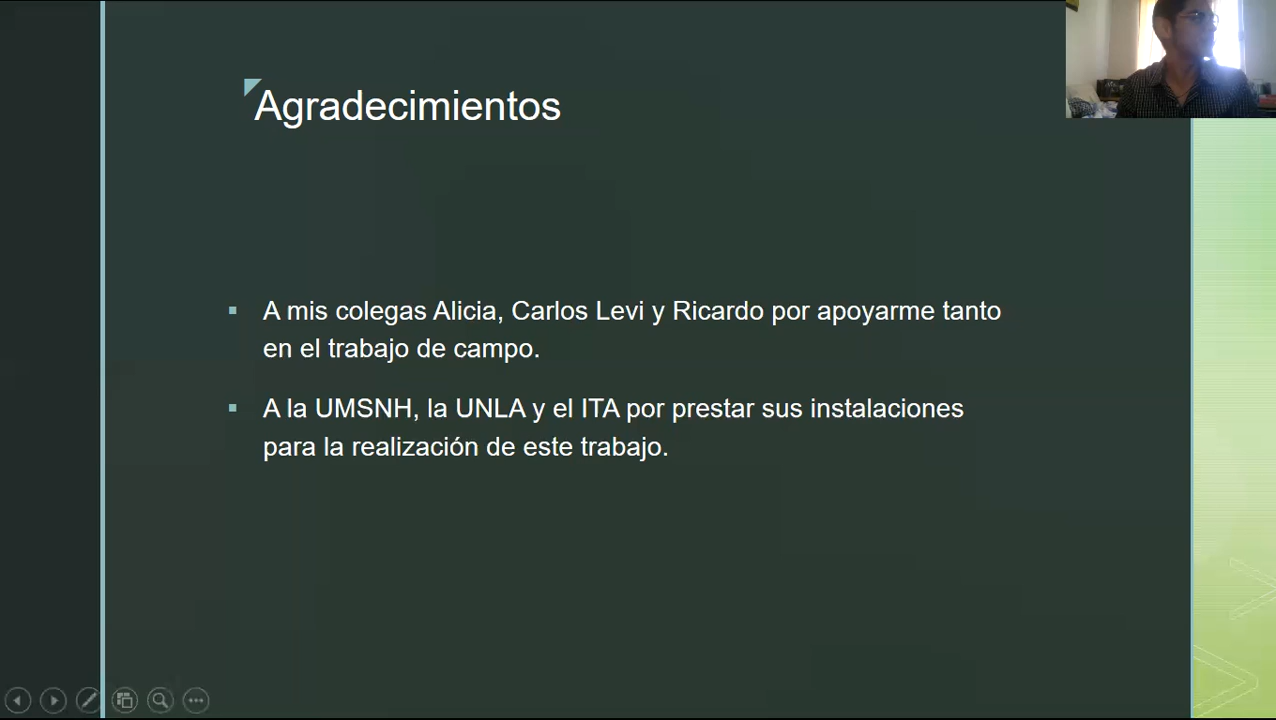 Agradecimientos
A mis colegas Alicia, Carlos Levi y Ricardo por apoyarme tanto
en el trabajo de campo.
A la UMSNH, la UNLA y el ITA por prestar sus instalaciones
para la realización de este trabajo.